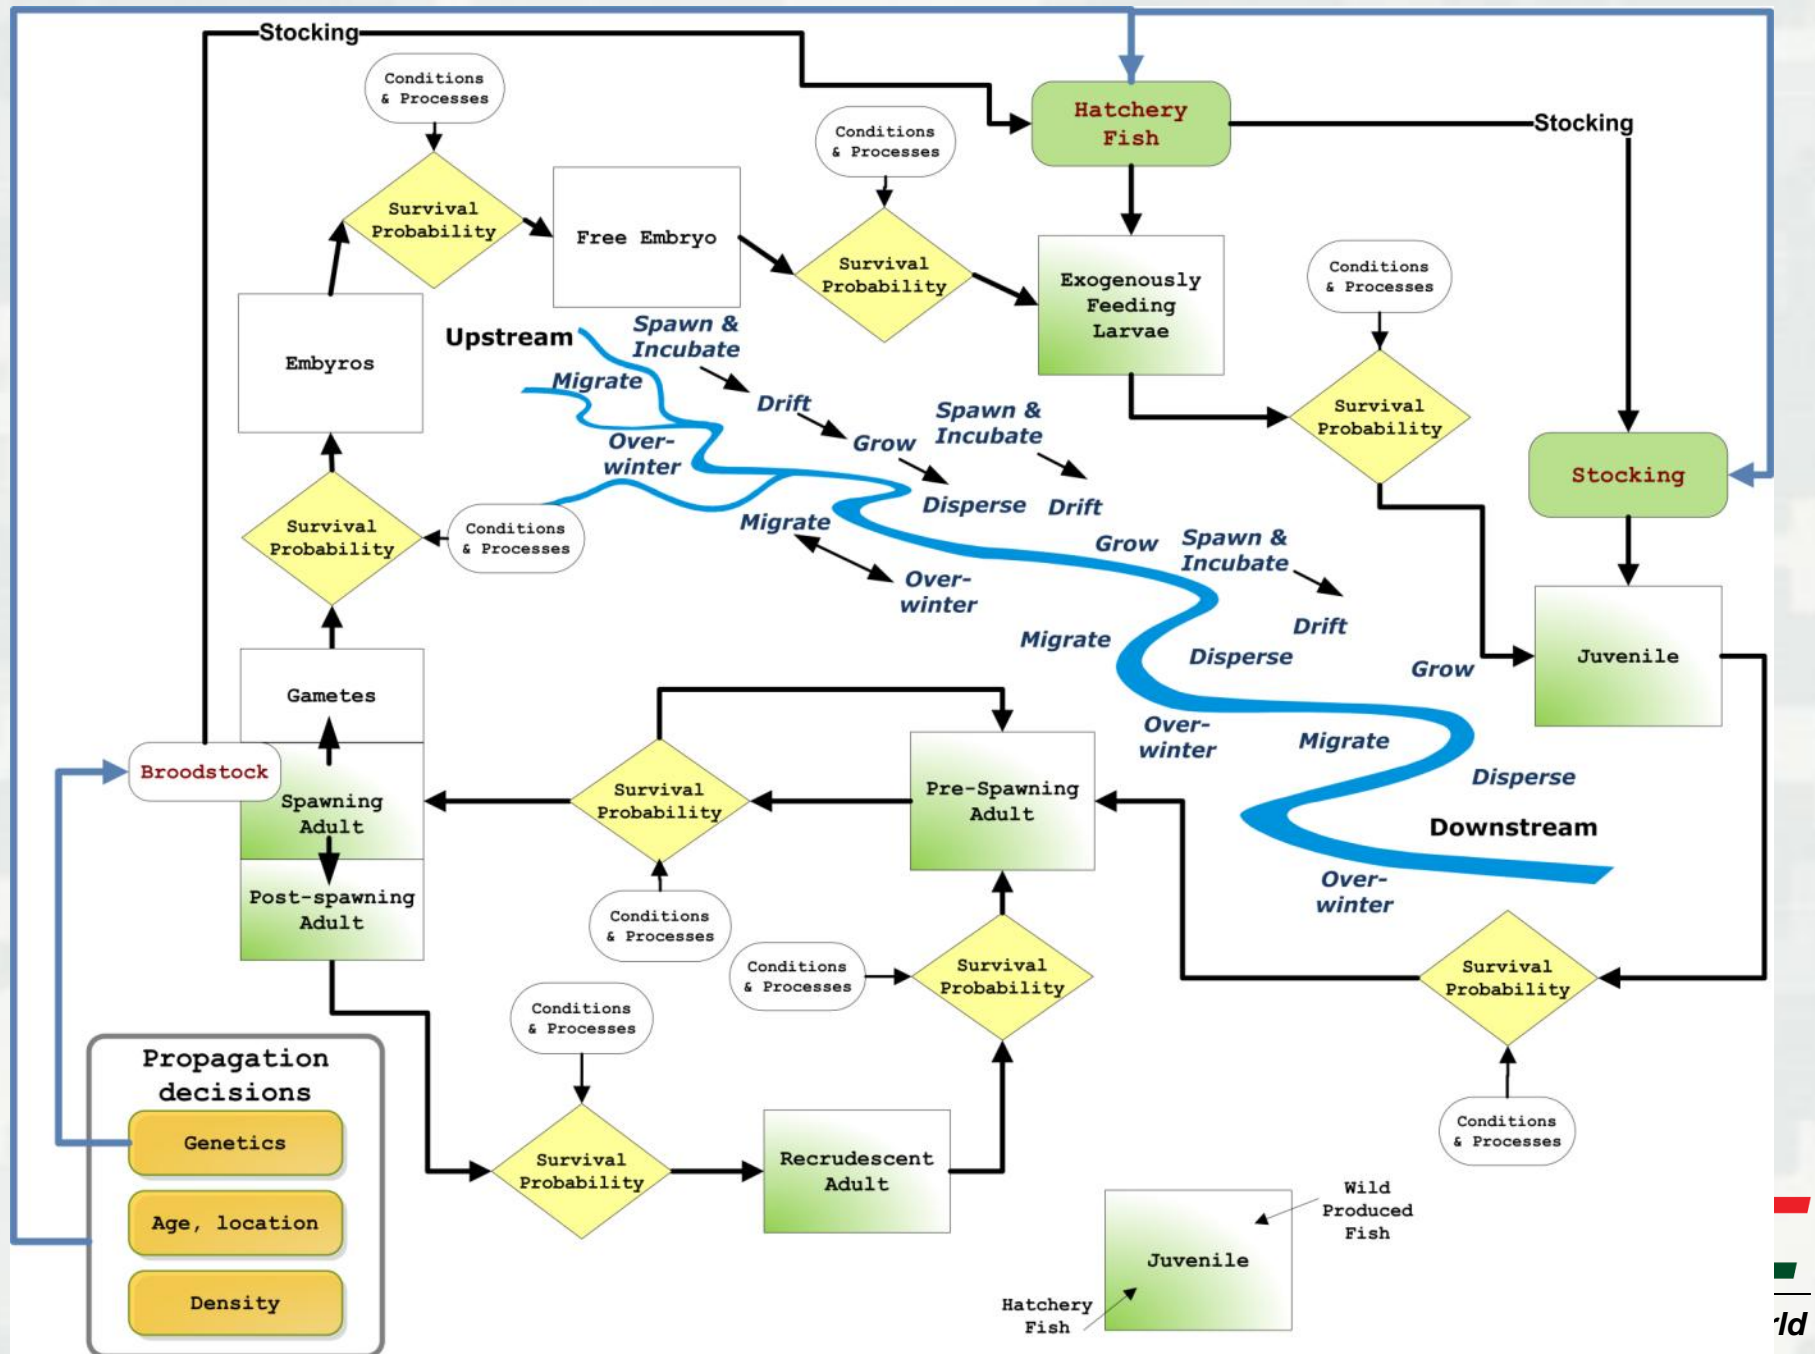 Stocking
Conditions
& Processes
Hatchery
Fish
Stocking
Conditions
& Processes
Survival
Probability
Free Embryo
Survival
Probability
Exogenously
Feeding
Larvae
Conditions
& Processes
Upstream
Spawn &
Incubate
Embyros
Migrate
Drift
Spawn &
Incubate
Survival
Probability
Over-
winter
Grow
Stocking
Disperse
Drift
Survival
Probability
Conditions
& Processes
Migrate
Grow
Spawn &
Incubate
Over-
winter
Drift
Migrate
Disperse
Grow
Juvenile
Gametes
Over-
winter
Migrate
Disperse
Broodstock
Spawning
Adult
Survival
Probability
Pre-Spawning
Adult
Downstream
Post-spawning
Adult
Over-
winter
Conditions
& Processes
Conditions
& Processes
Survival
Probability
Survival
Probability
Conditions
& Processes
Propagation
decisions
Genetics
Age, location
Density
Survival
Probability
Recrudescent
Adult
Conditions
& Processes
Wild
Produced
Fish
Juvenile
Hatchery
Fish